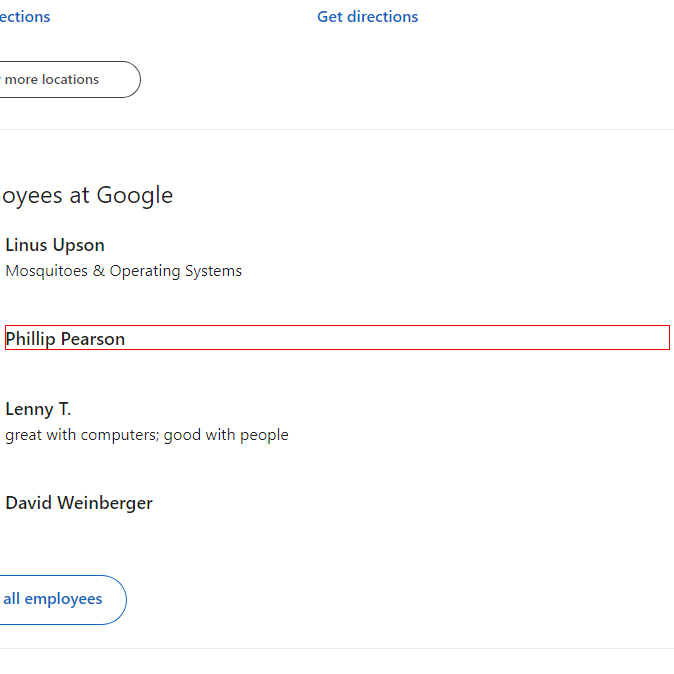 ections Get directions
more locations
oyees at Google
Linus Upson
Mosquitoes & Operating Systems
Phillip Pearson
Lenny T.
great with computers; good with people
David Weinberger
all employees